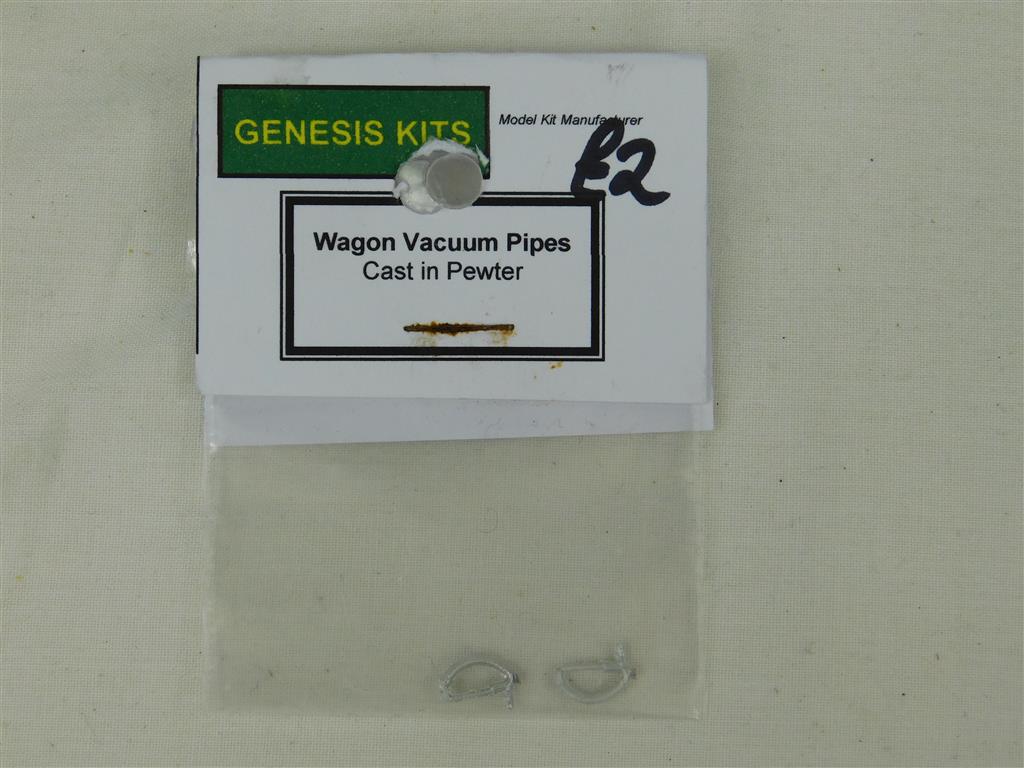 GENESIS KITS
Model Kit Manufacturer
£2
Wagon Vacuum Pipes
Cast in Pewter